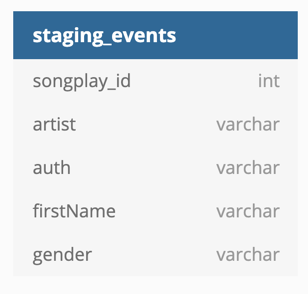 staging_events
songplay_id int
artist varchar
auth varchar
firstName varchar
gender varchar